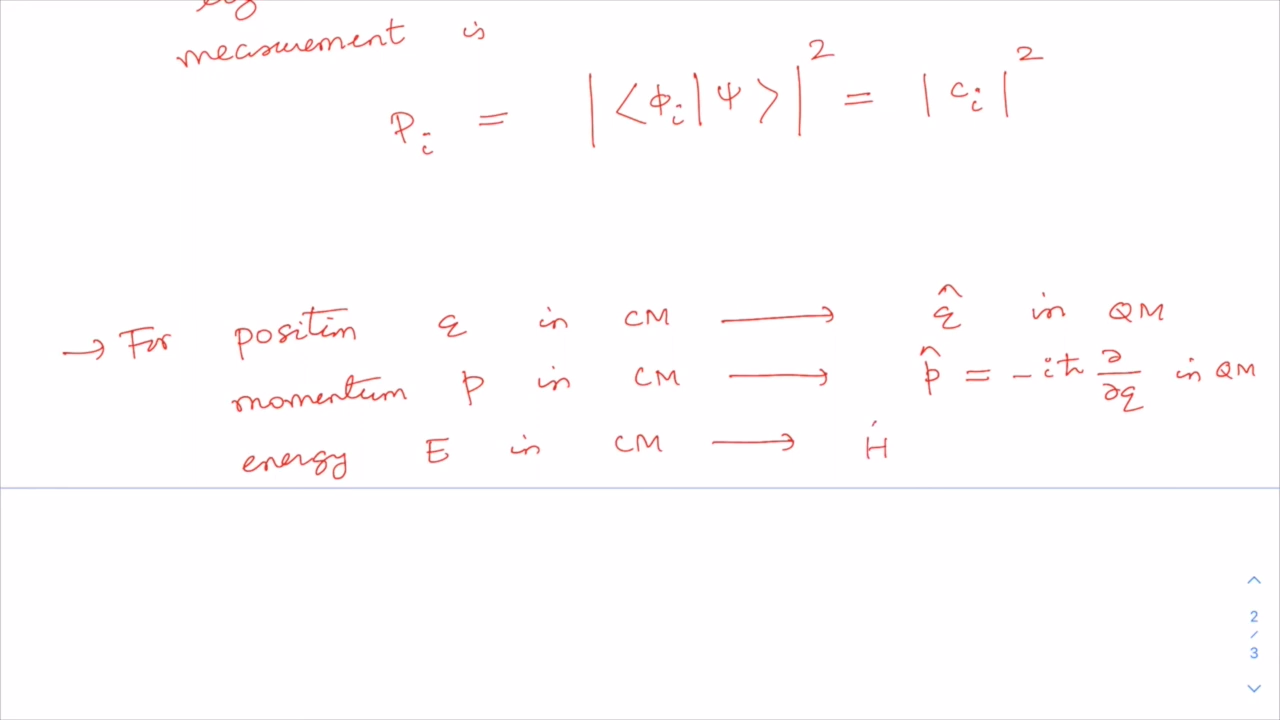 by
measurement is
P_i = |⟨ϕ_i|ψ⟩|² = |c_i|²
→ For position q in CM ⟶ q̂ in QM
momentum p in CM ⟶ p̂ = -iħ ∂/∂q in QM
energy E in CM ⟶ Ḣ
2
/
3